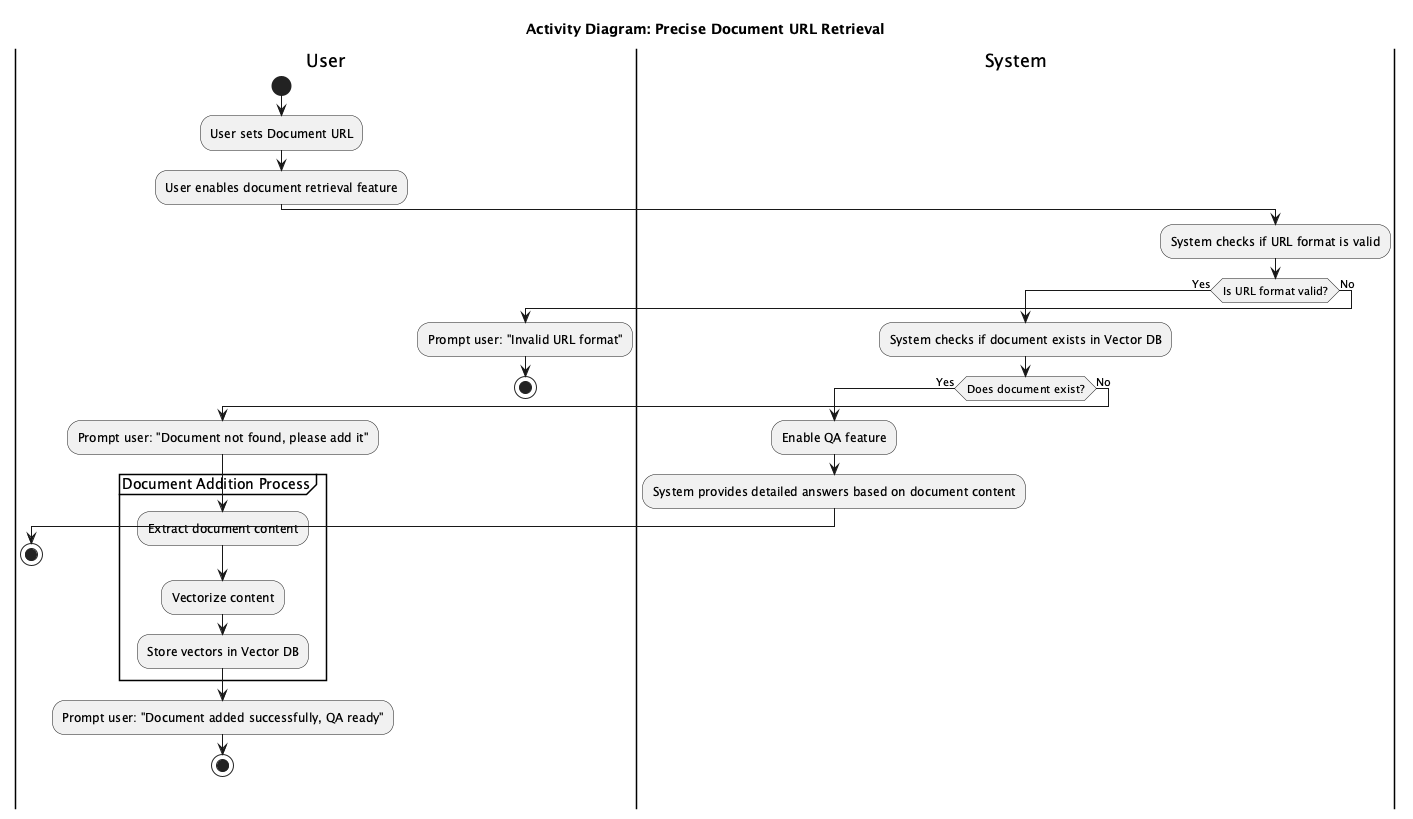 Activity Diagram: Precise Document URL Retrieval
User
System
User sets Document URL
User enables document retrieval feature
System checks if URL format is valid
Yes
Is URL format valid?
No
Prompt user: "Invalid URL format"
System checks if document exists in Vector DB
Yes
Does document exist?
No
Prompt user: "Document not found, please add it"
Enable QA feature
Document Addition Process
System provides detailed answers based on document content
Extract document content
Vectorize content
Store vectors in Vector DB
Prompt user: "Document added successfully, QA ready"